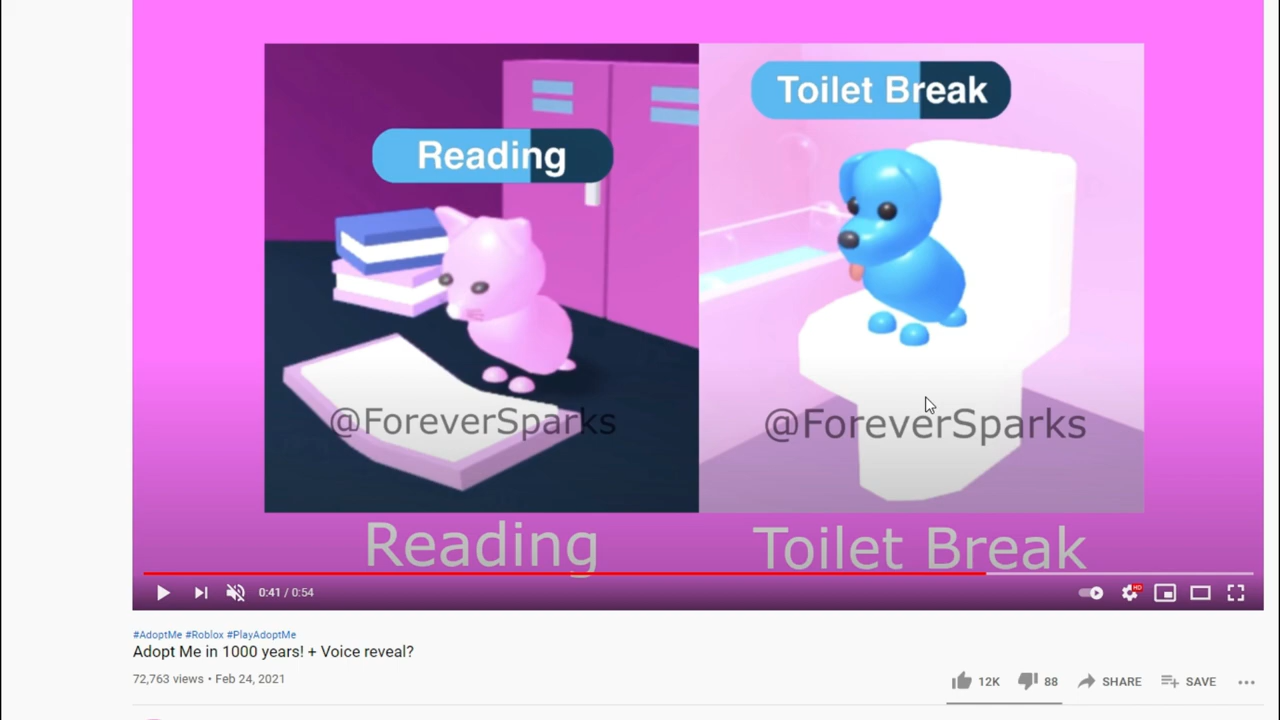 Toilet Break
Reading
@ForeverSparks
@ForeverSparks
Reading
Toilet Break
0:41 / 0:54
HD
#AdoptMe #Roblox #PlayAdoptMe
Adopt Me in 1000 years! + Voice reveal?
72,763 views • Feb 24, 2021
12K 88 SHARE SAVE